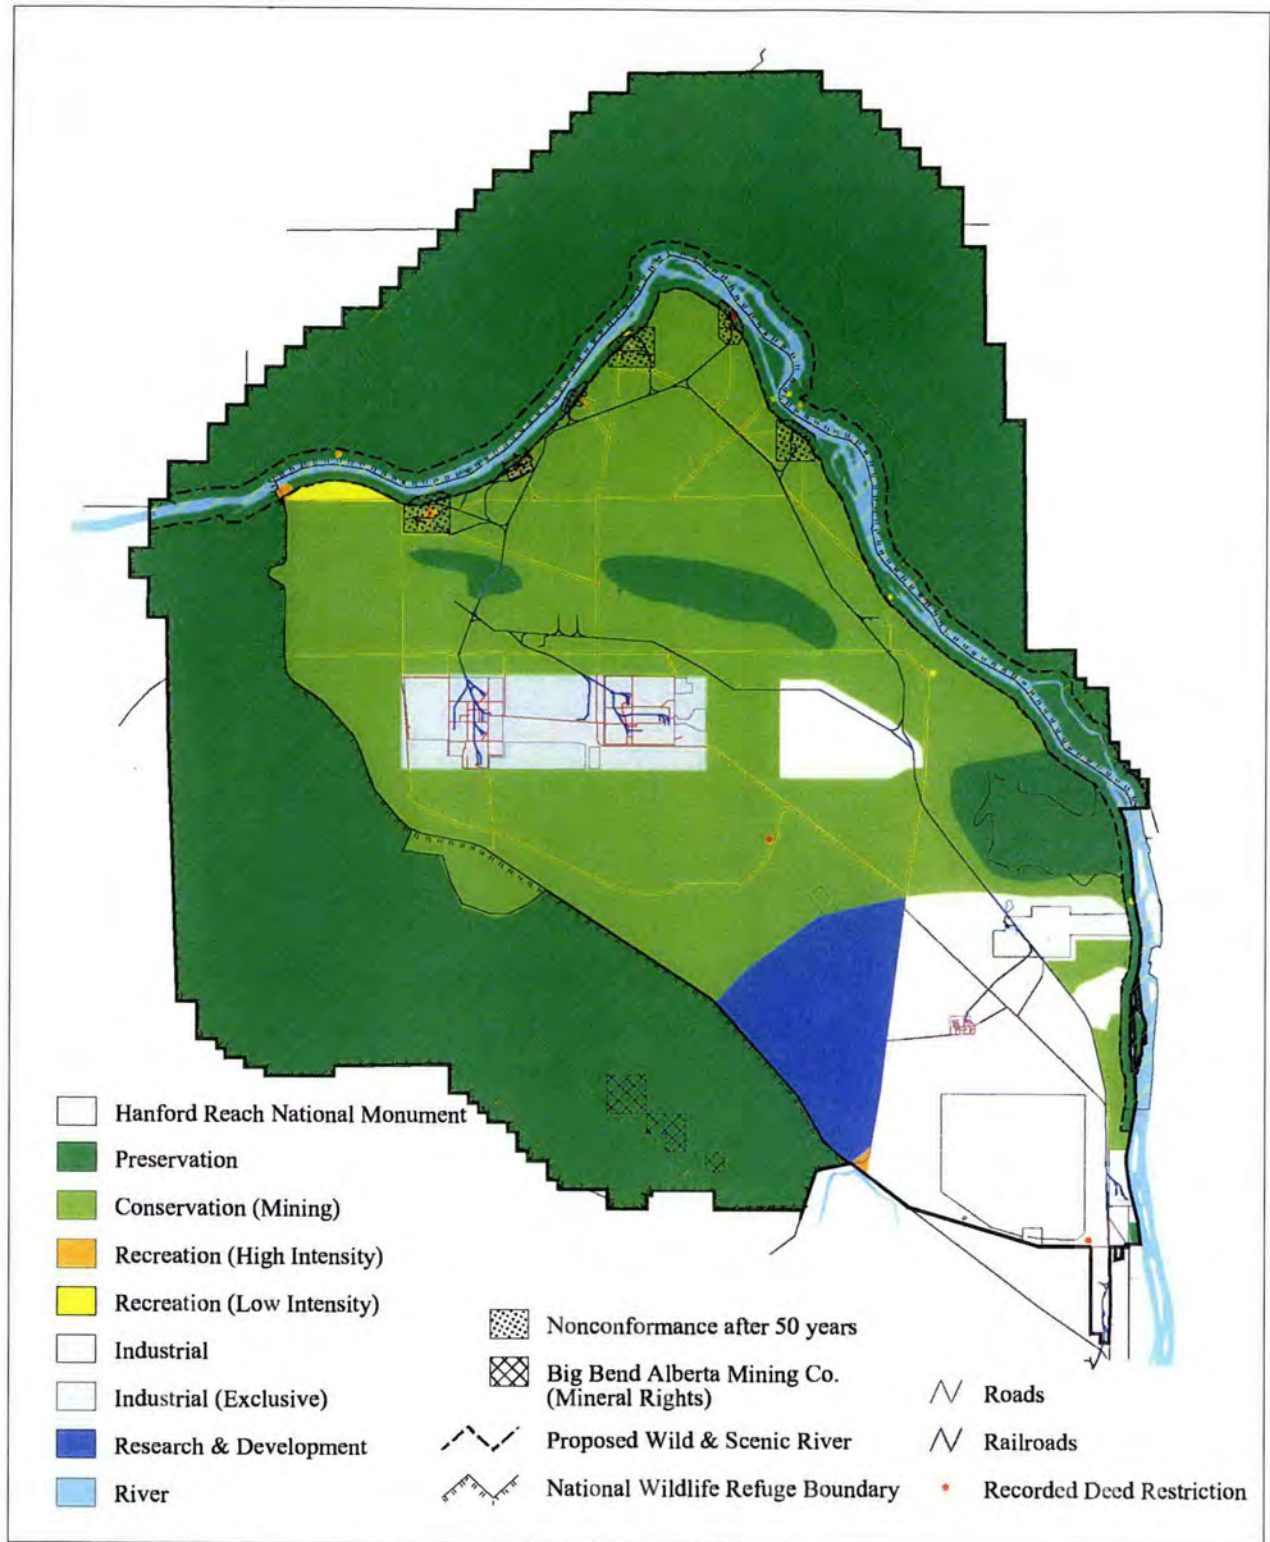 Hanford Reach National Monument
Preservation
Conservation (Mining)
Recreation (High Intensity)
Recreation (Low Intensity)
Industrial
Industrial (Exclusive)
Research & Development
River
Nonconformance after 50 years
Big Bend Alberta Mining Co.
(Mineral Rights)
Proposed Wild & Scenic River
National Wildlife Refuge Boundary
Roads
Railroads
Recorded Deed Restriction